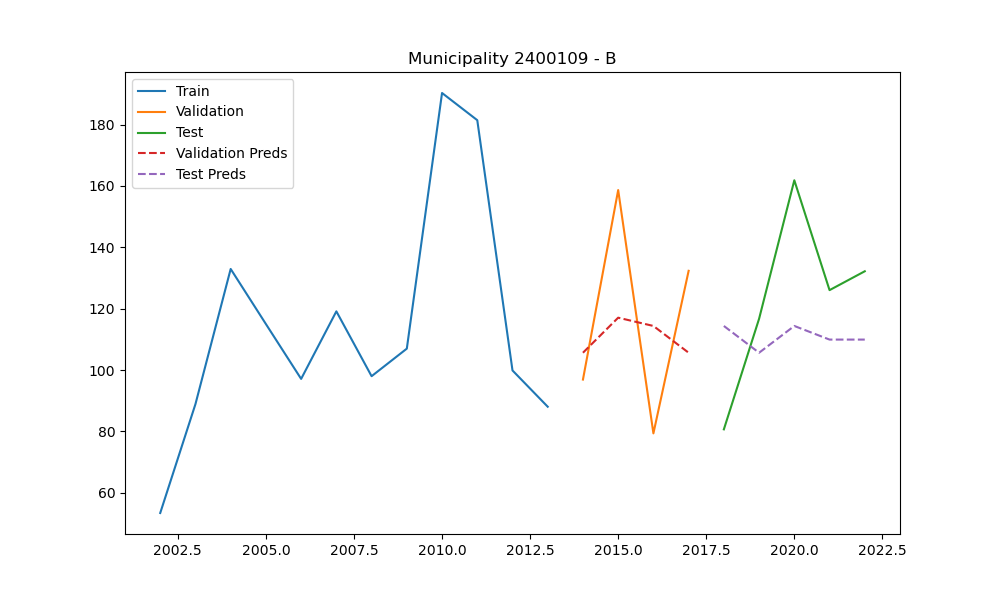 Municipality 2400109 - B
Train
Validation
Test
Validation Preds
Test Preds
180
160
140
120
100
80
60
2002.5 2005.0 2007.5 2010.0 2012.5 2015.0 2017.5 2020.0 2022.5